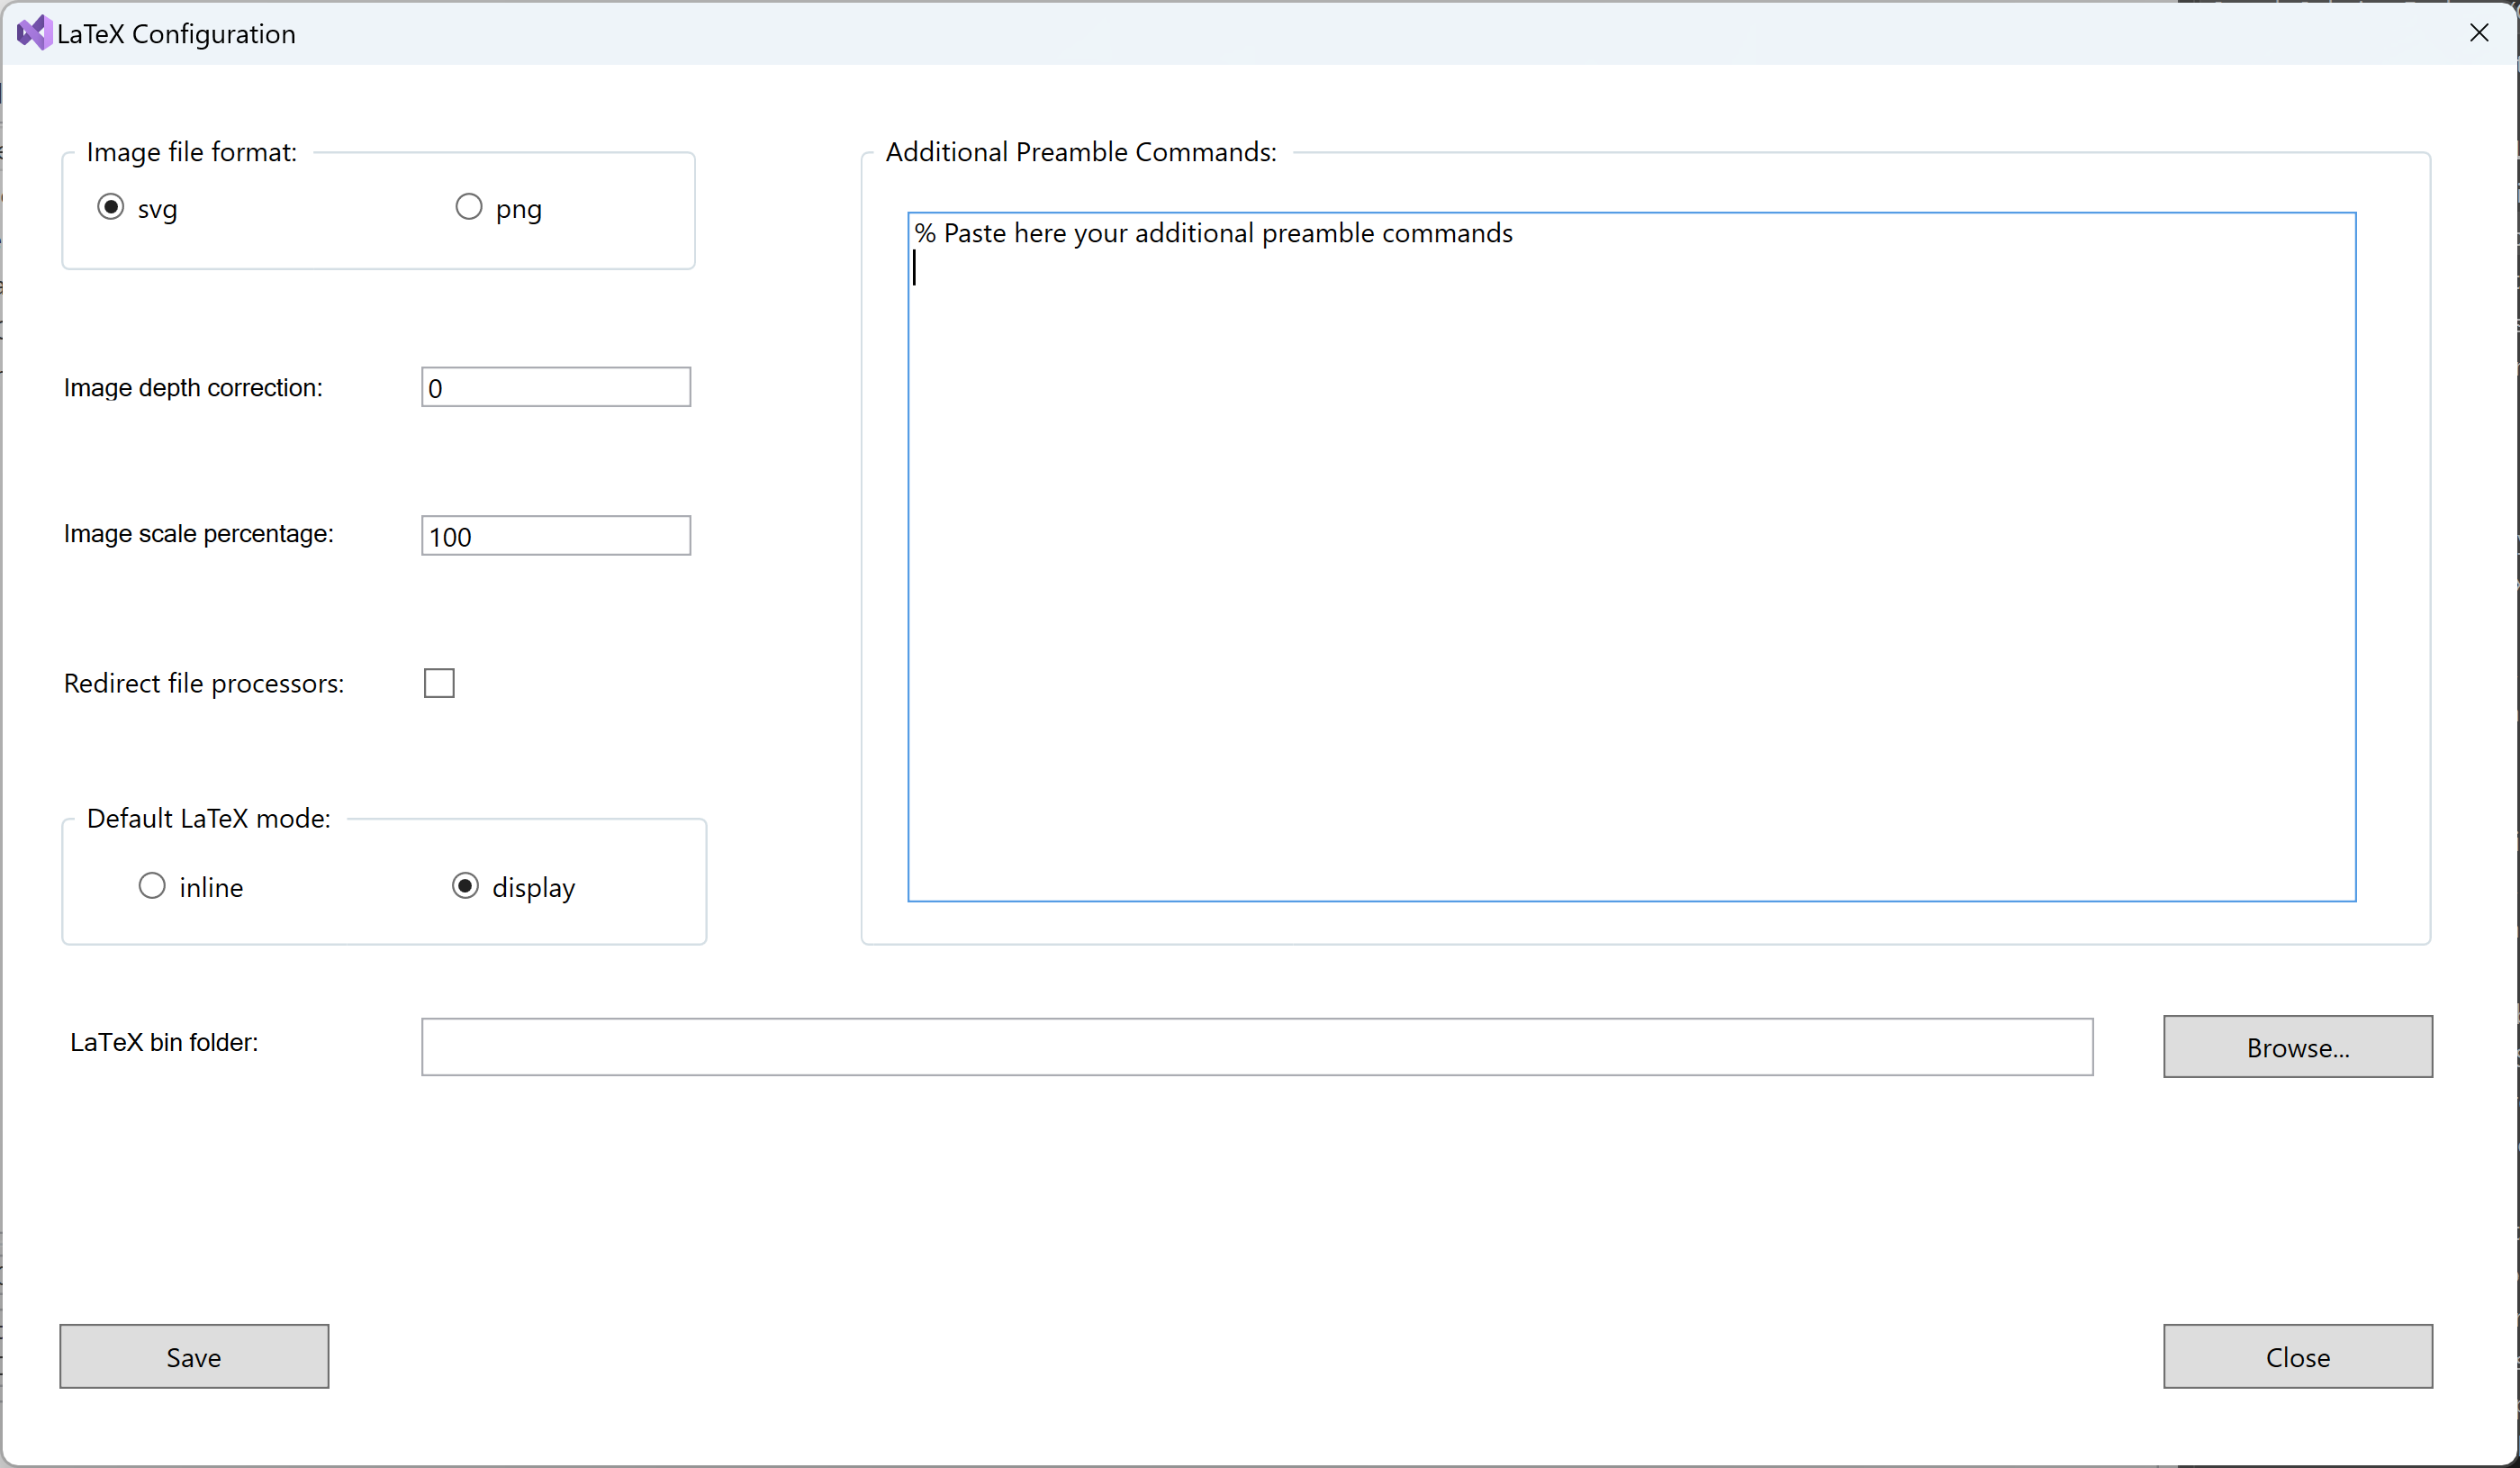 LaTeX Configuration
Image file format:
svg
png
Image depth correction:
0
Image scale percentage:
100
Redirect file processors:
Default LaTeX mode:
inline
display
Additional Preamble Commands:
% Paste here your additional preamble commands
LaTeX bin folder:
Browse...
Save
Close